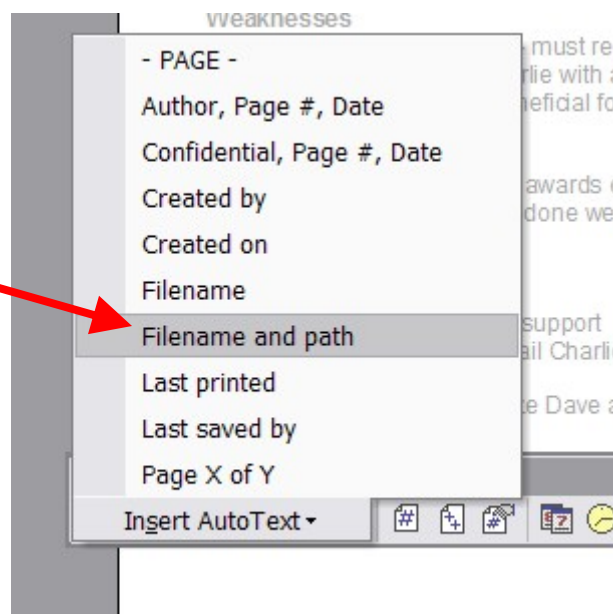 Weaknesses
must re
rlie with a
neficial fo
awards
done we
support
ail Charli
Dave a
- PAGE -
Author, Page #, Date
Confidential, Page #, Date
Created by
Created on
Filename
Filename and path
Last printed
Last saved by
Page X of Y
Insert AutoText